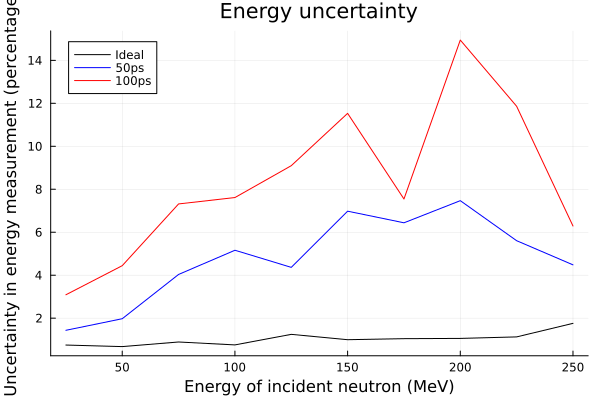 Energy uncertainty
Uncertainty in energy measurement (percentage
14
12
10
8
6
4
2
Ideal
50ps
100ps
50
100
150
200
250
Energy of incident neutron (MeV)